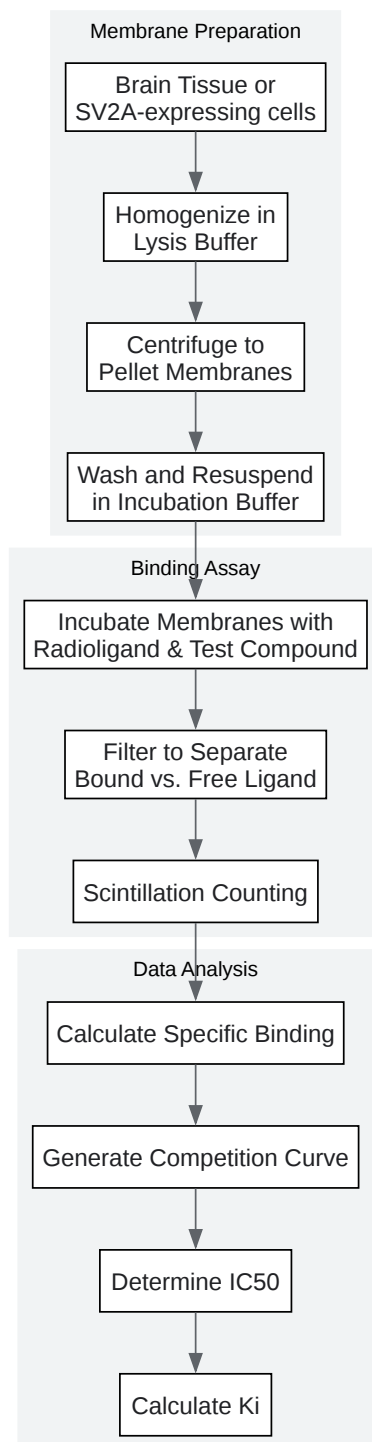 Membrane Preparation
Brain Tissue or
SV2A-expressing cells
Homogenize in
Lysis Buffer
Centrifuge to
Pellet Membranes
Wash and Resuspend
in Incubation Buffer
Binding Assay
Incubate Membranes with
Radioligand & Test Compound
Filter to Separate
Bound vs. Free Ligand
Scintillation Counting
Data Analysis
Calculate Specific Binding
Generate Competition Curve
Determine IC50
Calculate Ki